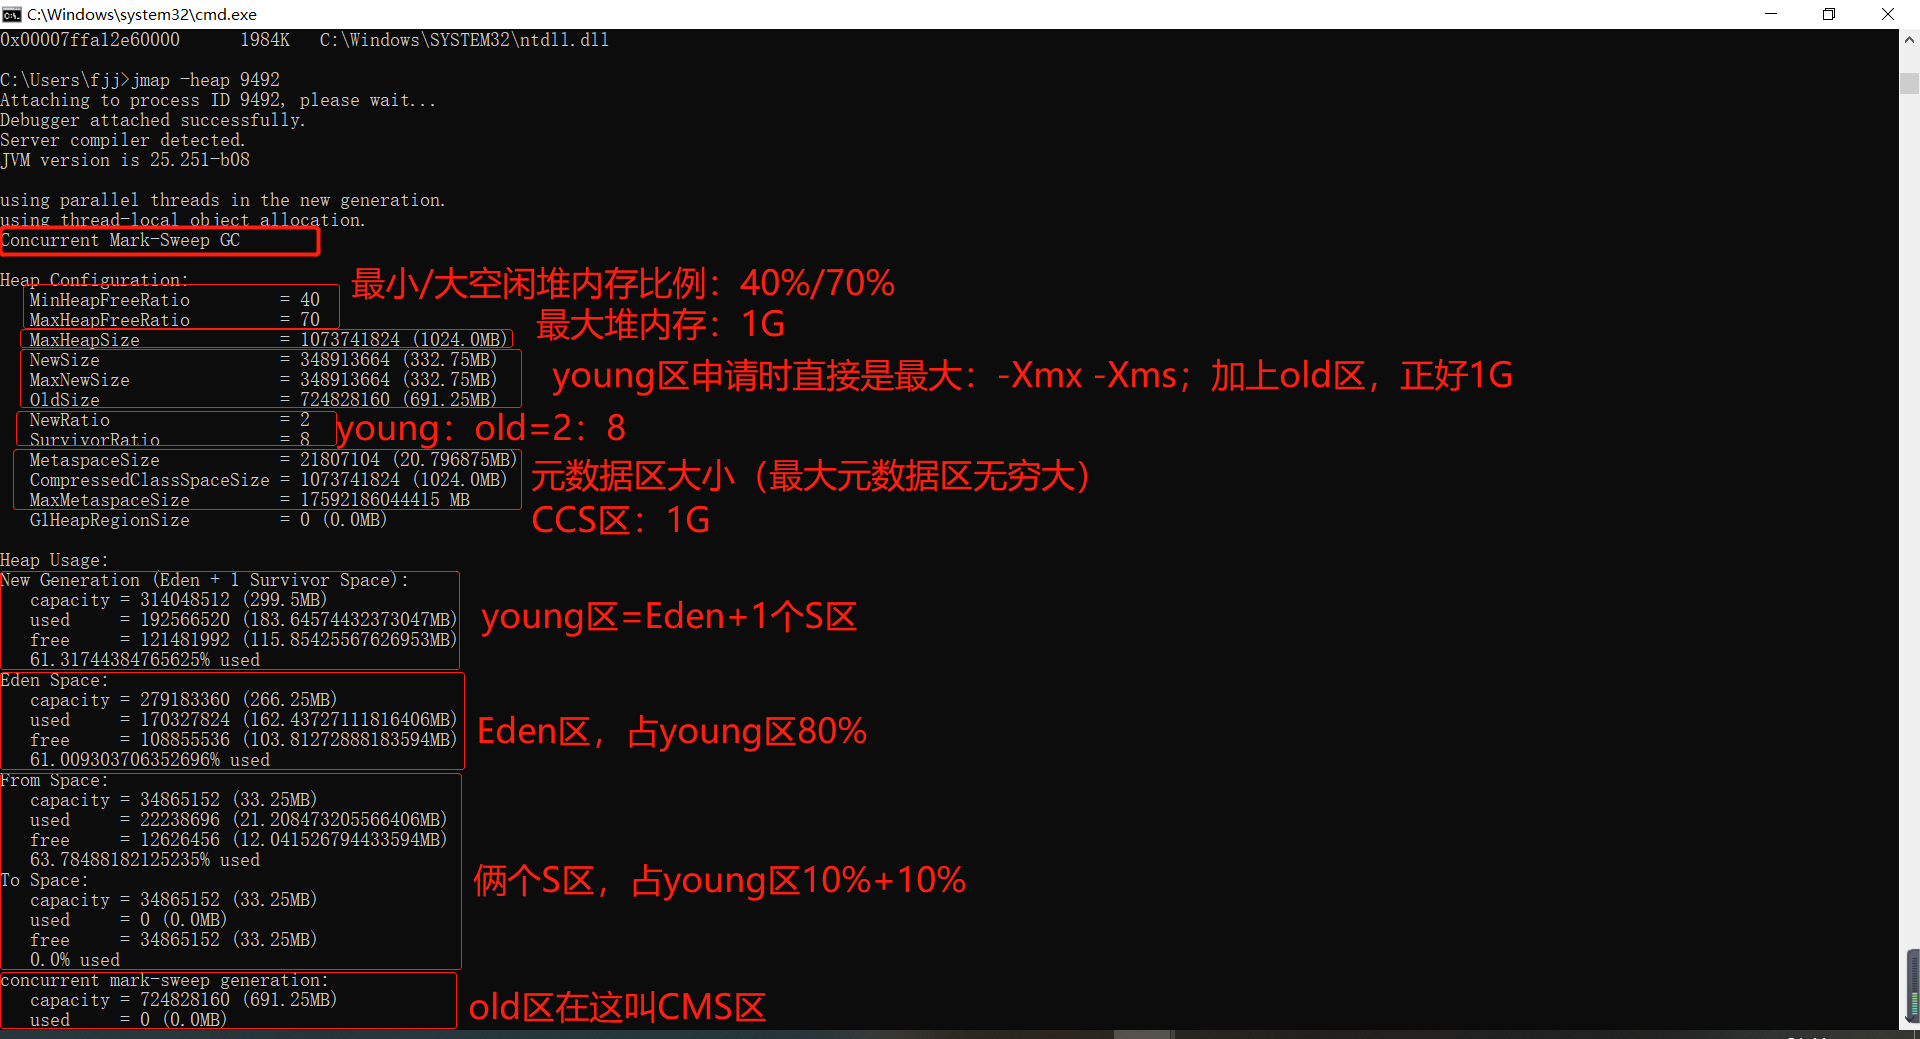 C:\Windows\system32\cmd.exe
0x00007ffa12e60000 1984K C:\Windows\SYSTEM32\ntdll.dll
C:\Users\fjj>jmap -heap 9492
Attaching to process ID 9492, please wait...
Debugger attached successfully.
Server compiler detected.
JVM version is 25.251-b08
using parallel threads in the new generation.
using thread-local object allocation.
Concurrent Mark-Sweep GC
Heap Configuration:
最小/大空闲堆内存比例：40%/70%
MinHeapFreeRatio = 40
MaxHeapFreeRatio = 70
最大堆内存：1G
MaxHeapSize = 1073741824 (1024.0MB)
NewSize = 348913664 (332.75MB)
MaxNewSize = 348913664 (332.75MB)
young区申请时直接是最大：-Xmx -Xms；加上old区，正好1G
OldSize = 724828160 (691.25MB)
NewRatio = 2
SurvivorRatio = 8
young：old=2：8
MetaspaceSize = 21807104 (20.796875MB)
CompressedClassSpaceSize = 1073741824 (1024.0MB)
元数据区大小（最大元数据区无穷大）
MaxMetaspaceSize = 17592186044415 MB
G1HeapRegionSize = 0 (0.0MB)
CCS区：1G
Heap Usage:
New Generation (Eden + 1 Survivor Space):
capacity = 314048512 (299.5MB)
used = 192566520 (183.64574432373047MB)
young区=Eden+1个S区
free = 121481992 (115.85425567626953MB)
61.31744384765625% used
Eden Space:
capacity = 279183360 (266.25MB)
used = 170327824 (162.43727111816406MB)
Eden区，占young区80%
free = 108855536 (103.81272888183594MB)
61.009303706352696% used
From Space:
capacity = 34865152 (33.25MB)
used = 22238696 (21.208473205566406MB)
free = 12626456 (12.041526794433594MB)
63.78488182125235% used
To Space:
俩个S区，占young区10%+10%
capacity = 34865152 (33.25MB)
used = 0 (0.0MB)
free = 34865152 (33.25MB)
0.0% used
concurrent mark-sweep generation:
capacity = 724828160 (691.25MB)
old区在这叫CMS区
used = 0 (0.0MB)